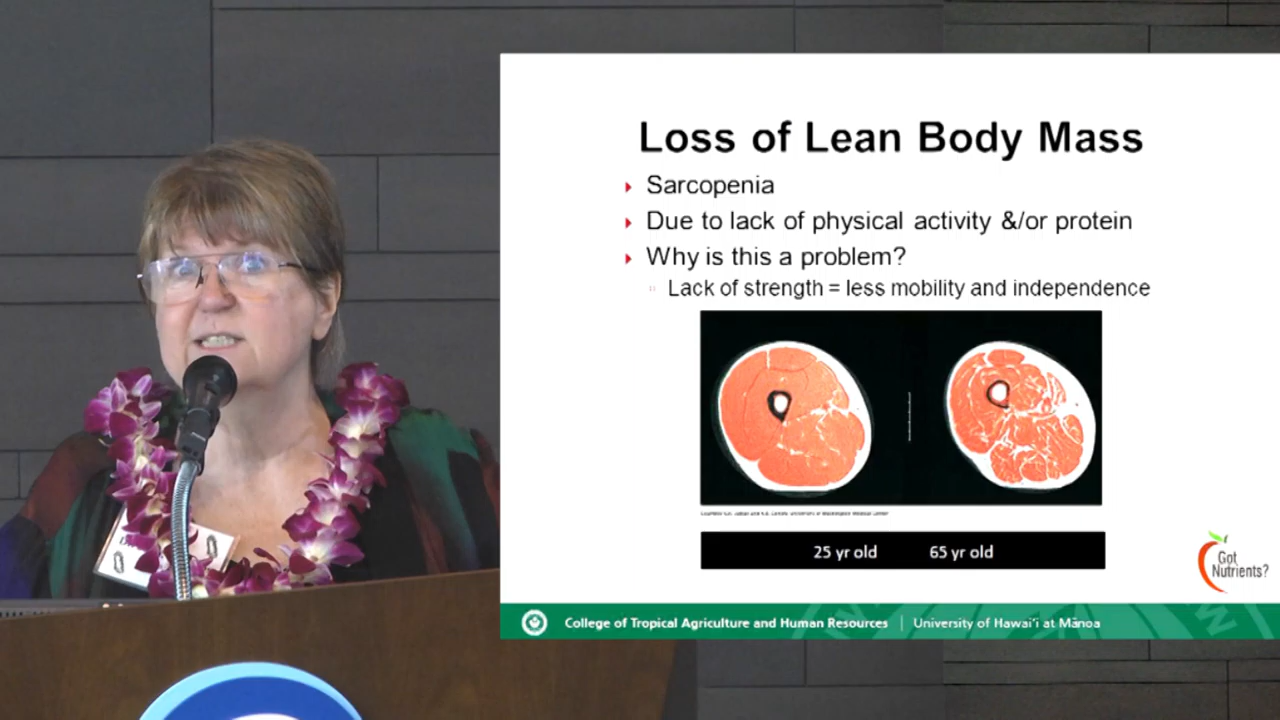 Loss of Lean Body Mass
Sarcopenia
Due to lack of physical activity &/or protein
Why is this a problem?
Lack of strength = less mobility and independence
25 yr old 65 yr old
Got
Nutrients?
College of Tropical Agriculture and Human Resources | University of Hawai'i at Mānoa